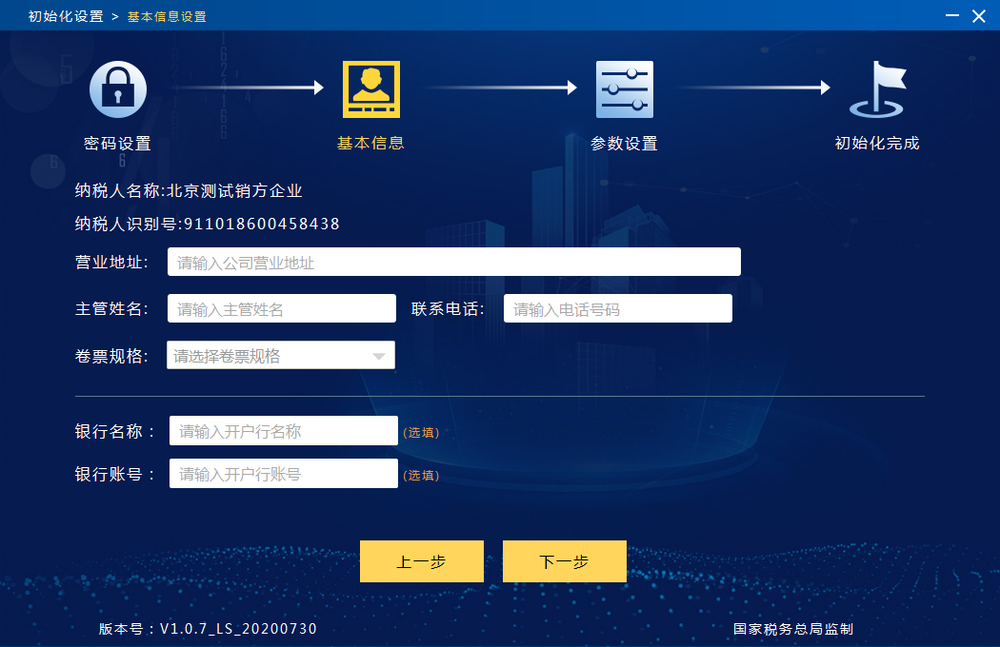 初始化设置 > 基本信息设置
密码设置 基本信息 参数设置 初始化完成
纳税人名称:北京测试销方企业
纳税人识别号:911018600458438
营业地址: 请输入公司营业地址
主管姓名: 请输入主管姓名 联系电话: 请输入电话号码
卷票规格: 请选择卷票规格
银行名称： 请输入开户行名称 (选填)
银行账号： 请输入开户行账号 (选填)
上一步 下一步
版本号：V1.0.7_LS_20200730 国家税务总局监制